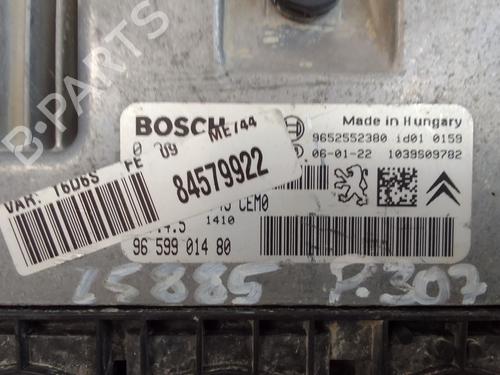 B-PARTS
BOSCH
Made in Hungary
9652552380 id01 0159
06-01-22 1039S09782
ME744
84579922
VAR: T6D6S
CEM0
1410
96 599 014 80
15885 P.307